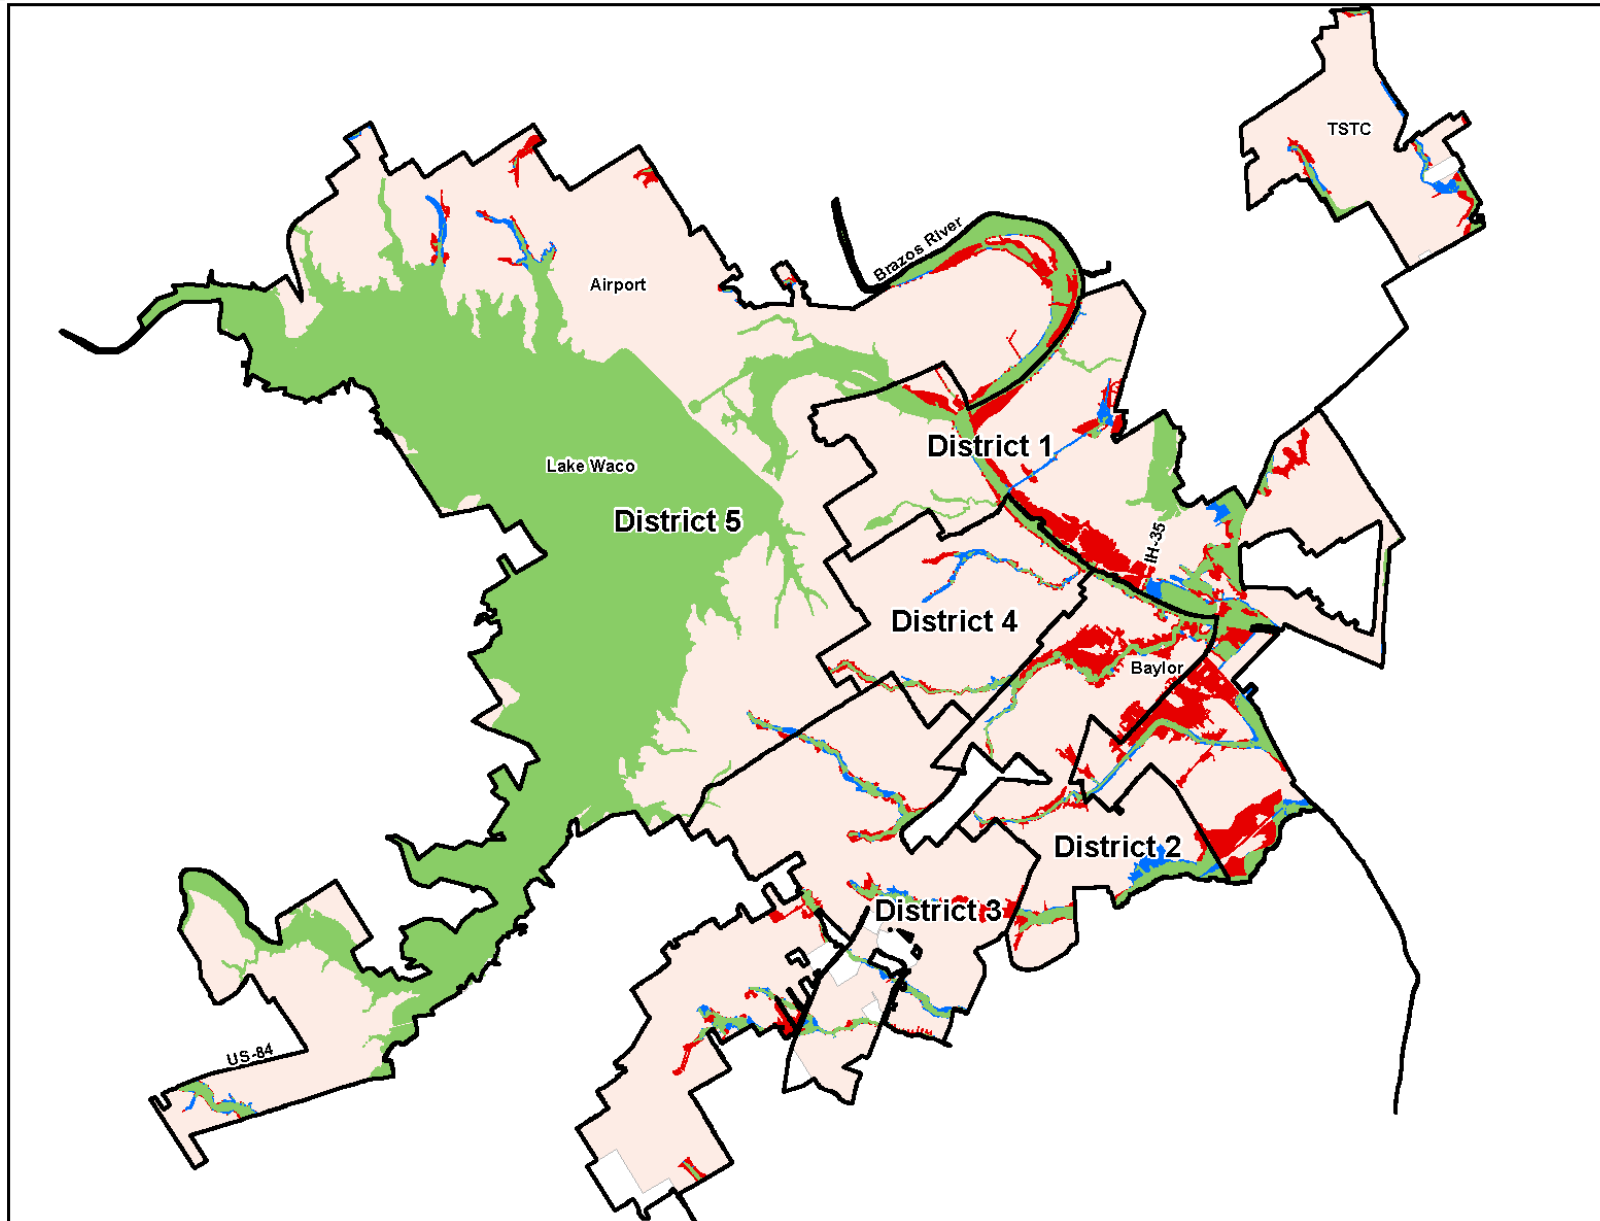 TSTC
Brazos River
Airport
District 1
Lake Waco
District 5
IH-35
District 4
Baylor
District 2
District 3
US-84